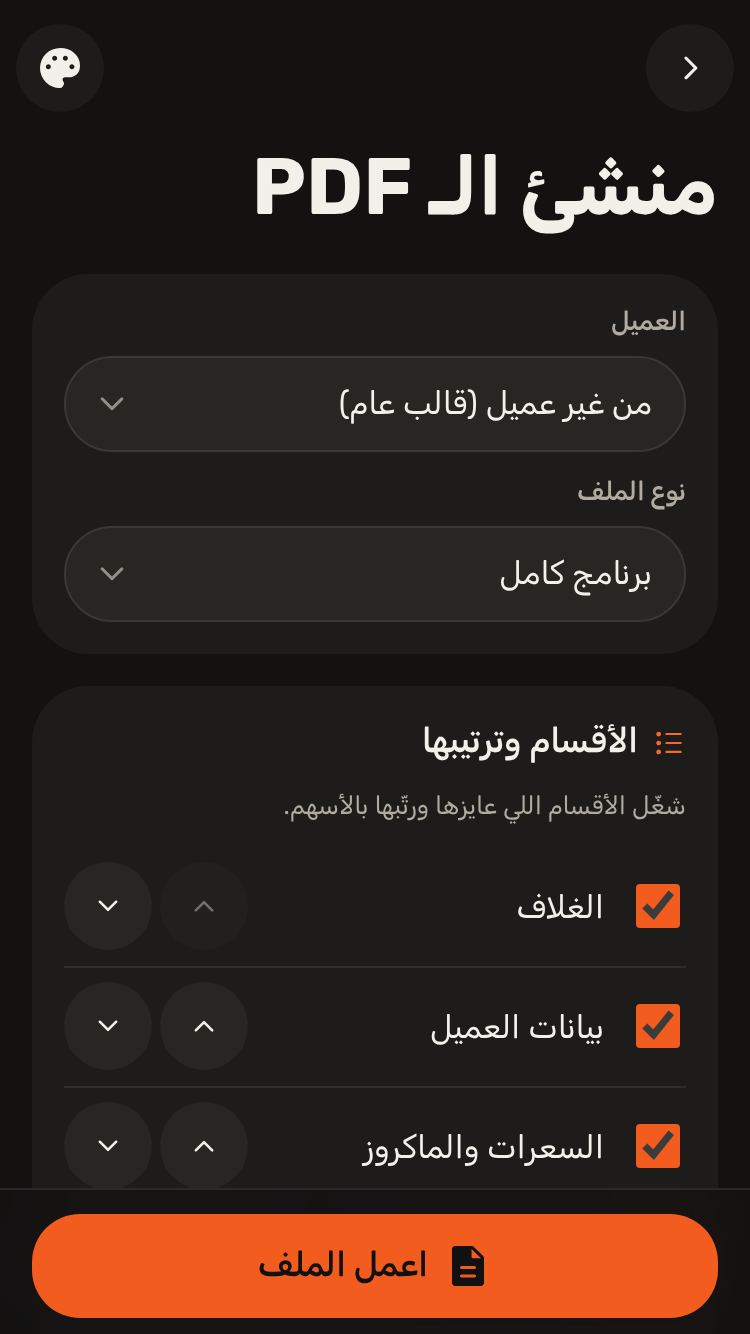 منشئ الـ PDF
العميل
من غير عميل (قالب عام)
نوع الملف
برنامج كامل
الأقسام وترتيبها
شغّل الأقسام اللي عايزها ورتّبها بالأسهم.
الغلاف
بيانات العميل
السعرات والماكروز
اعمل الملف